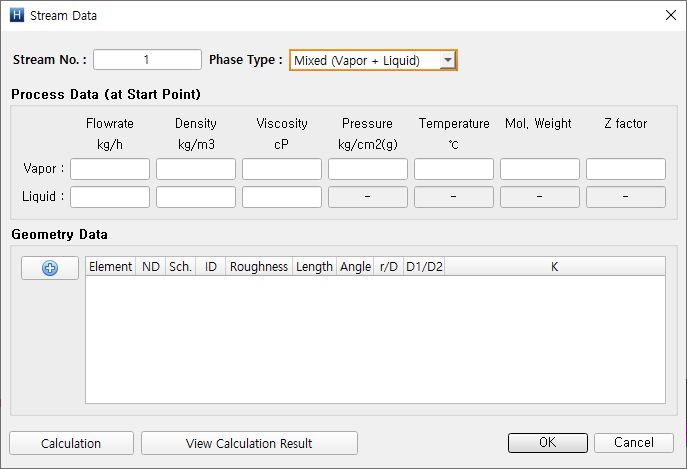 H Stream Data
Stream No. : 1 Phase Type : Mixed (Vapor + Liquid)
Process Data (at Start Point)
Flowrate Density Viscosity Pressure Temperature Mol. Weight Z factor
kg/h kg/m3 cP kg/cm2(g) ℃
Vapor :
Liquid : - - - -
Geometry Data
Element ND Sch. ID Roughness Length Angle r/D D1/D2 K
Calculation View Calculation Result OK Cancel